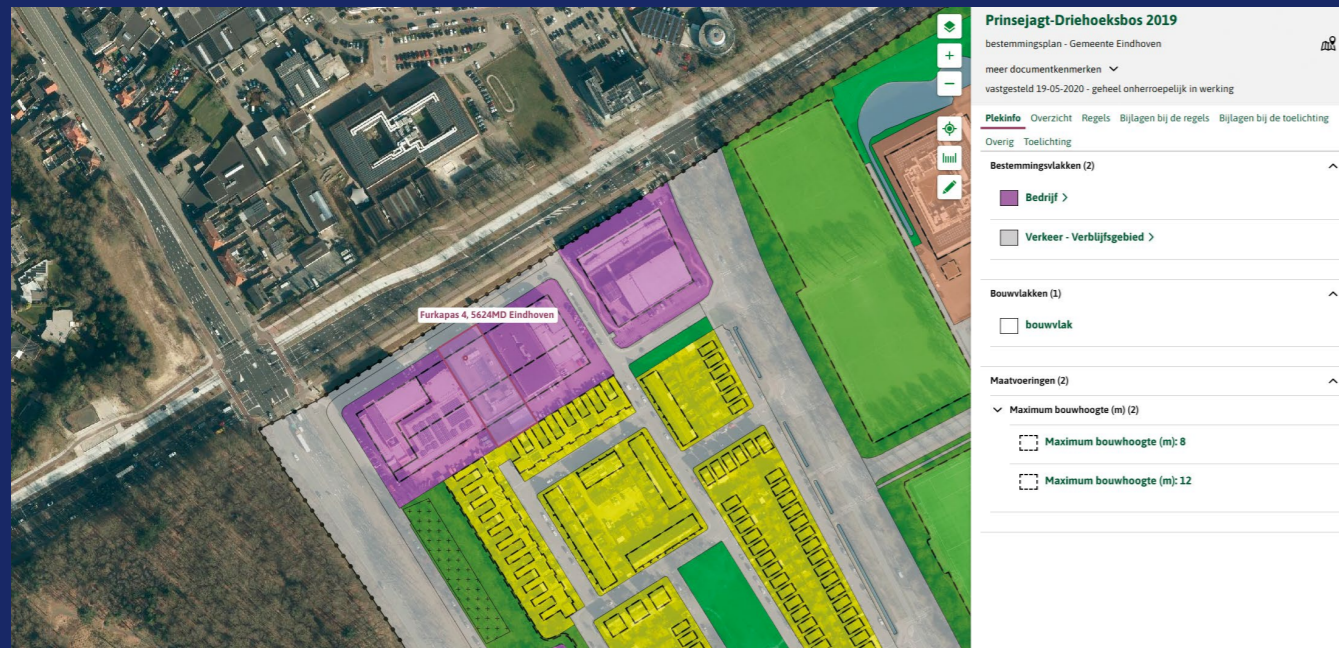 Furkapas 4, 5624MD Eindhoven
Prinsejagt-Driehoeksbos 2019
bestemmingsplan - Gemeente Eindhoven
meer documentkenmerken
vastgesteld 19-05-2020 - geheel onherroepelijk in werking
Plekinfo Overzicht Regels Bijlagen bij de regels Bijlagen bij de toelichting
Overig Toelichting
Bestemmingsvlakken (2)
Bedrijf >
Verkeer - Verblijfsgebied >
Bouwvlakken (1)
bouwvlak
Maatvoeringen (2)
Maximum bouwhoogte (m) (2)
Maximum bouwhoogte (m): 8
Maximum bouwhoogte (m): 12